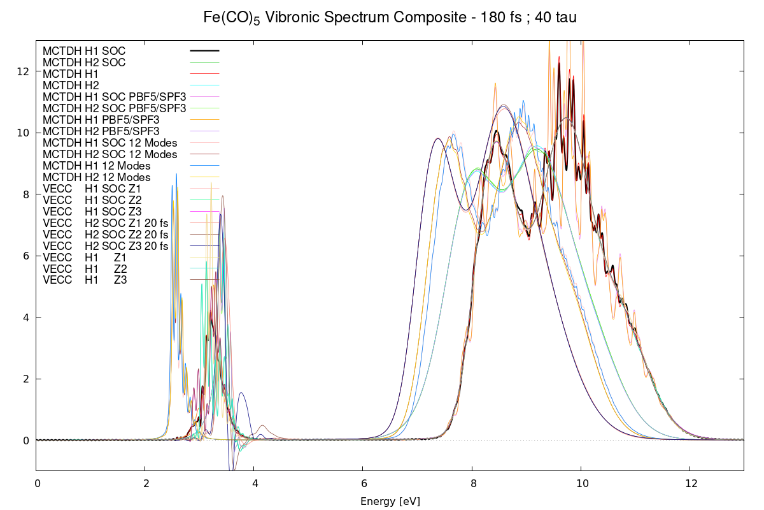 Fe(CO)5 Vibronic Spectrum Composite - 180 fs ; 40 tau
MCTDH H1 SOC
MCTDH H2 SOC
MCTDH H1
MCTDH H2
MCTDH H1 SOC PBF5/SPF3
MCTDH H2 SOC PBF5/SPF3
MCTDH H1 PBF5/SPF3
MCTDH H2 PBF5/SPF3
MCTDH H1 SOC 12 Modes
MCTDH H2 SOC 12 Modes
MCTDH H1 12 Modes
MCTDH H2 12 Modes
VECC H1 SOC Z1
VECC H1 SOC Z2
VECC H1 SOC Z3
VECC H2 SOC Z1 20 fs
VECC H2 SOC Z2 20 fs
VECC H2 SOC Z3 20 fs
VECC H1 Z1
VECC H1 Z2
VECC H1 Z3
12
10
8
6
4
2
0
0 2 4 6 8 10 12
Energy [eV]